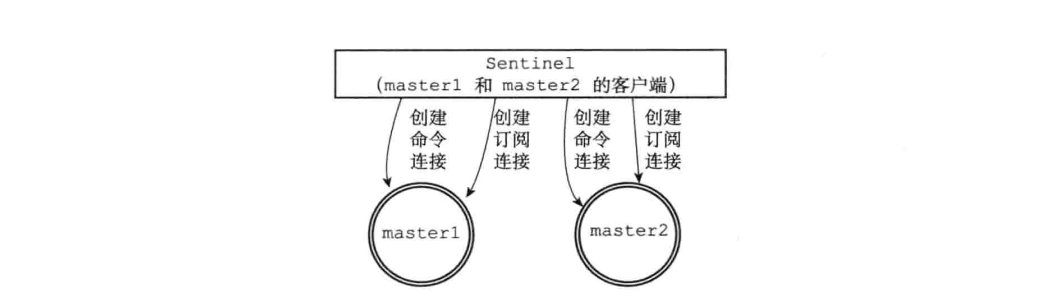 Sentinel
(master1 和 master2 的客户端)
创建
命令
连接
创建
订阅
连接
创建
命令
连接
创建
订阅
连接
master1
master2